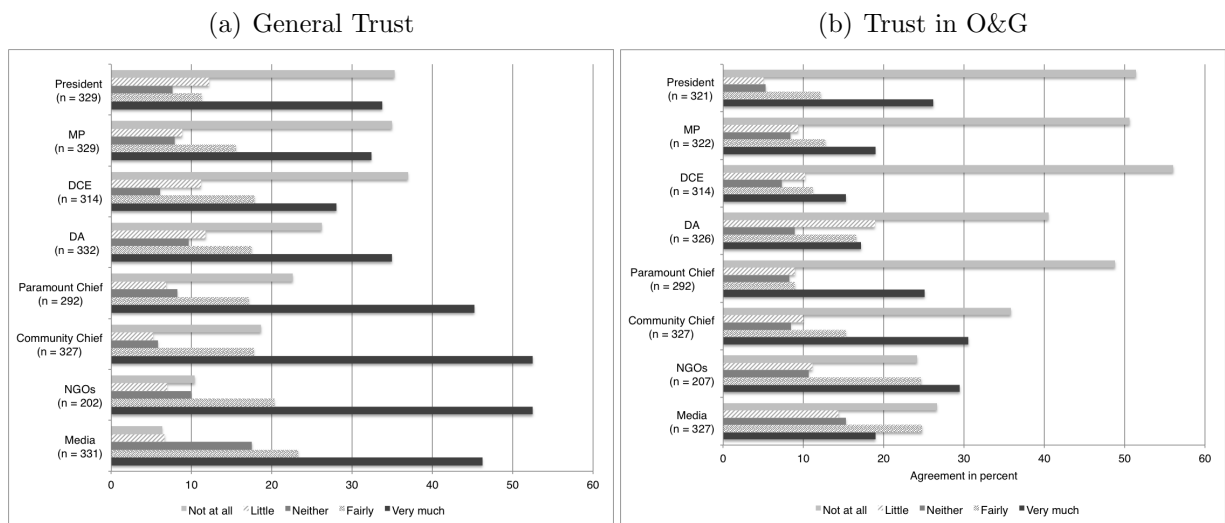 (a) General Trust
President
(n = 329)
MP
(n = 329)
DCE
(n = 314)
DA
(n = 332)
Paramount Chief
(n = 292)
Community Chief
(n = 327)
NGOs
(n = 202)
Media
(n = 331)
0 10 20 30 40 50 60
Not at all Little Neither Fairly Very much
(b) Trust in O&G
President
(n = 321)
MP
(n = 322)
DCE
(n = 314)
DA
(n = 326)
Paramount Chief
(n = 292)
Community Chief
(n = 327)
NGOs
(n = 207)
Media
(n = 327)
0 10 20 30 40 50 60
Agreement in percent
Not at all Little Neither Fairly Very much